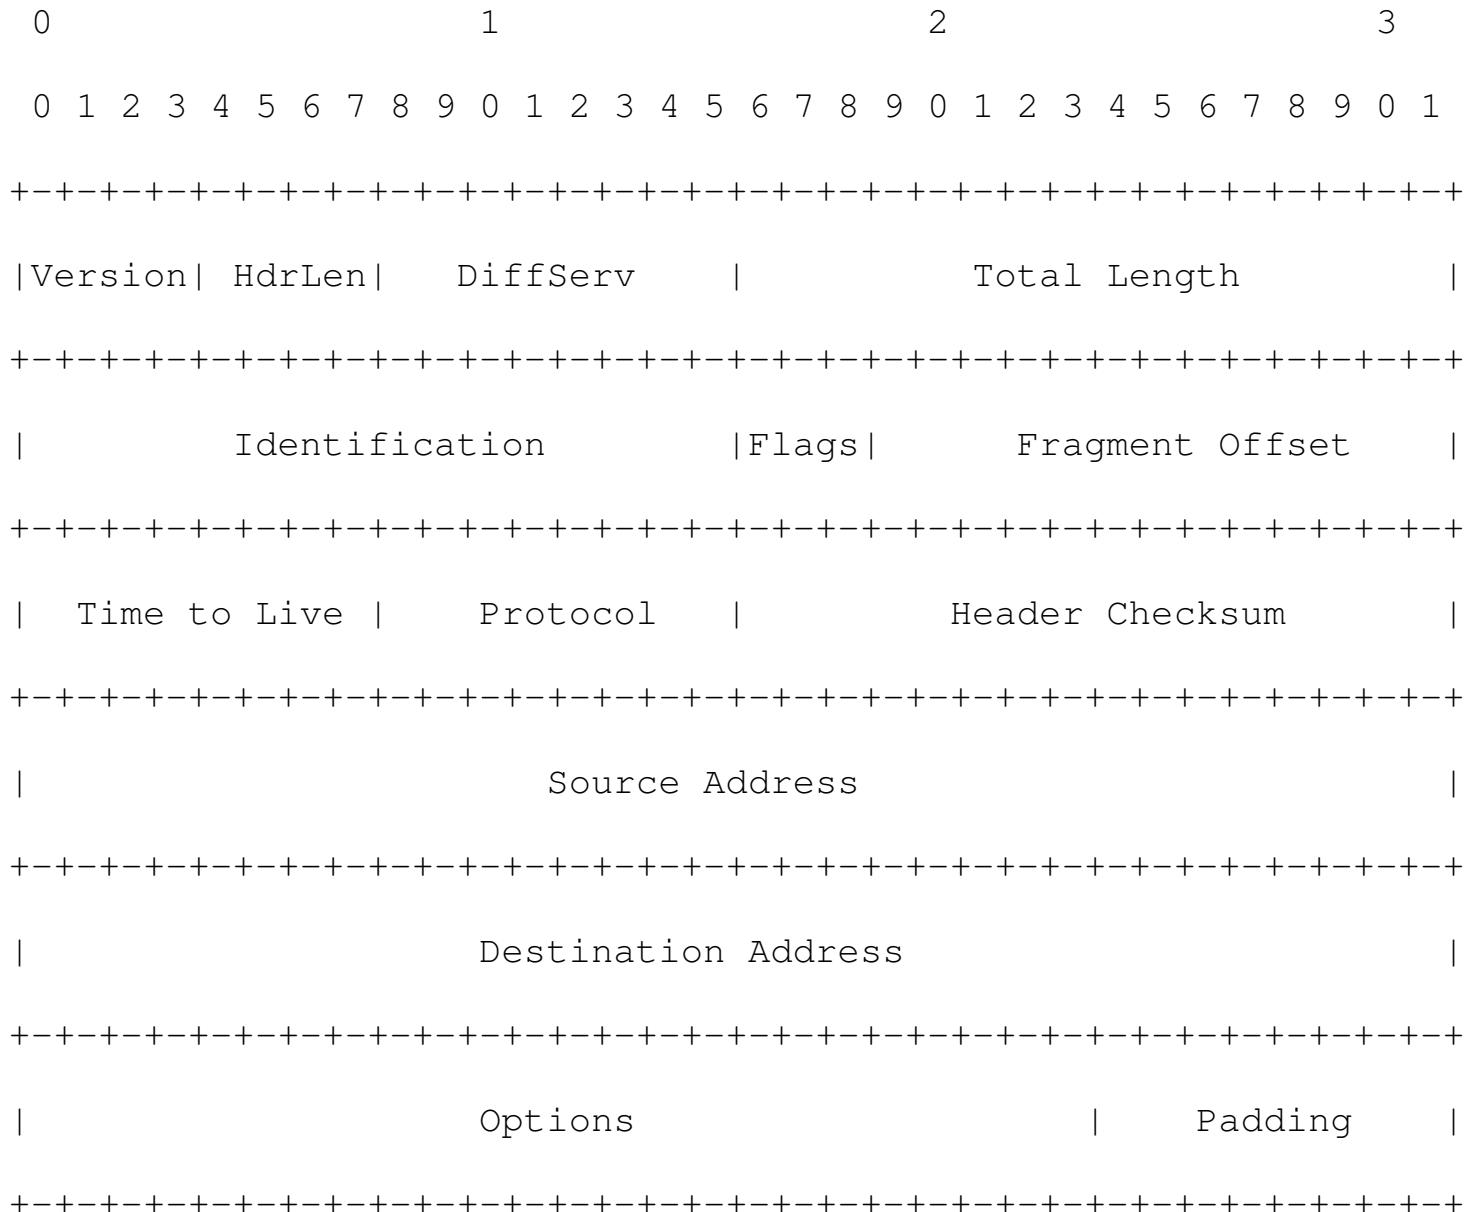 0                   1                   2                   3
 0 1 2 3 4 5 6 7 8 9 0 1 2 3 4 5 6 7 8 9 0 1 2 3 4 5 6 7 8 9 0 1
+-+-+-+-+-+-+-+-+-+-+-+-+-+-+-+-+-+-+-+-+-+-+-+-+-+-+-+-+-+-+-+-+
|Version| HdrLen|   DiffServ    |          Total Length         |
+-+-+-+-+-+-+-+-+-+-+-+-+-+-+-+-+-+-+-+-+-+-+-+-+-+-+-+-+-+-+-+-+
|         Identification        |Flags|      Fragment Offset    |
+-+-+-+-+-+-+-+-+-+-+-+-+-+-+-+-+-+-+-+-+-+-+-+-+-+-+-+-+-+-+-+-+
|  Time to Live |    Protocol   |         Header Checksum       |
+-+-+-+-+-+-+-+-+-+-+-+-+-+-+-+-+-+-+-+-+-+-+-+-+-+-+-+-+-+-+-+-+
|                       Source Address                          |
+-+-+-+-+-+-+-+-+-+-+-+-+-+-+-+-+-+-+-+-+-+-+-+-+-+-+-+-+-+-+-+-+
|                    Destination Address                        |
+-+-+-+-+-+-+-+-+-+-+-+-+-+-+-+-+-+-+-+-+-+-+-+-+-+-+-+-+-+-+-+-+
|                    Options                    |    Padding    |
+-+-+-+-+-+-+-+-+-+-+-+-+-+-+-+-+-+-+-+-+-+-+-+-+-+-+-+-+-+-+-+-+